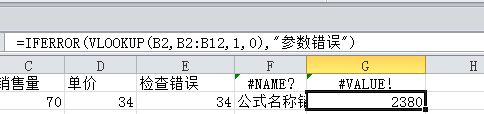 =IFERROR(VLOOKUP(B2,B2:B12,1,0),"参数错误")
C D E F G H
销售量 单价 检查错误 #NAME? #VALUE!
70 34 34 公式名称 2380